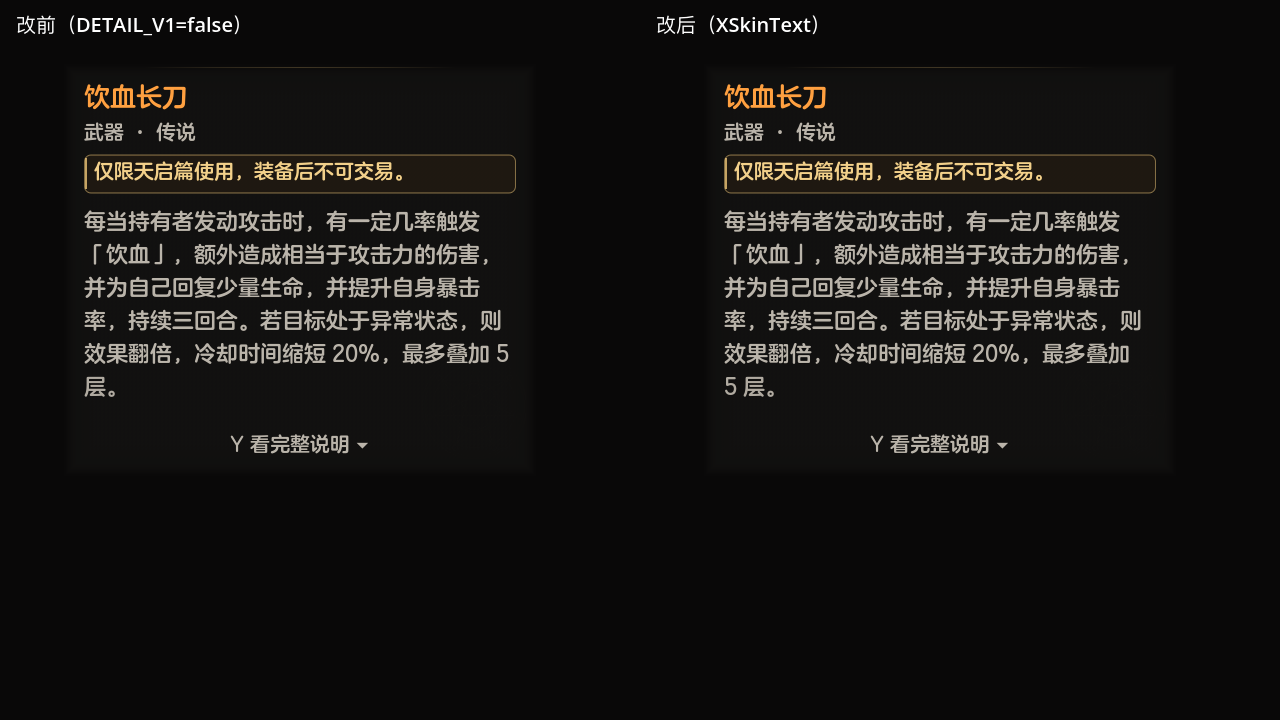 改前（DETAIL_V1=false）
饮血长刀
武器 · 传说
仅限天启篇使用，装备后不可交易。
每当持有者发动攻击时，有一定几率触发
「饮血」，额外造成相当于攻击力的伤害，
并为自己回复少量生命，并提升自身暴击
率，持续三回合。若目标处于异常状态，则
效果翻倍，冷却时间缩短 20%，最多叠加 5
层。
Y 看完整说明
改后（XSkinText）
饮血长刀
武器 · 传说
仅限天启篇使用，装备后不可交易。
每当持有者发动攻击时，有一定几率触发
「饮血」，额外造成相当于攻击力的伤害，
并为自己回复少量生命，并提升自身暴击
率，持续三回合。若目标处于异常状态，则
效果翻倍，冷却时间缩短 20%，最多叠加
5 层。
Y 看完整说明